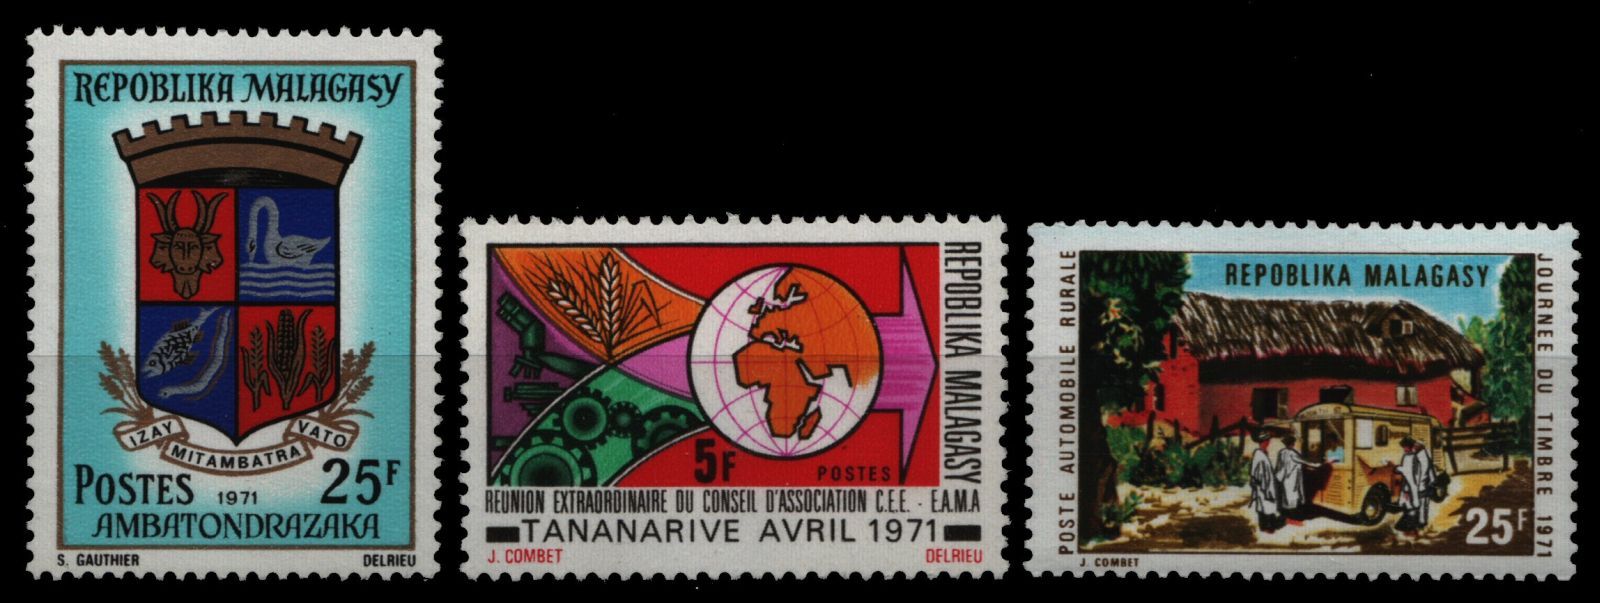 REPOBLIKA MALAGASY
IZAY
MITAMBATRA
VATO
POSTES 1971 25F
AMBATONDRAZAKA
S. GAUTHIER DELRIEU
REPOBLIKA MALAGASY
5F POSTES
REUNION EXTRAORDINAIRE DU CONSEIL D'ASSOCIATION C.E.E. - E.A.M.A
TANANARIVE AVRIL 1971
J. COMBET DELRIEU
POSTE AUTOMOBILE RURALE
REPOBLIKA MALAGASY
JOURNÉE DU TIMBRE 1971
25F
J. COMBET